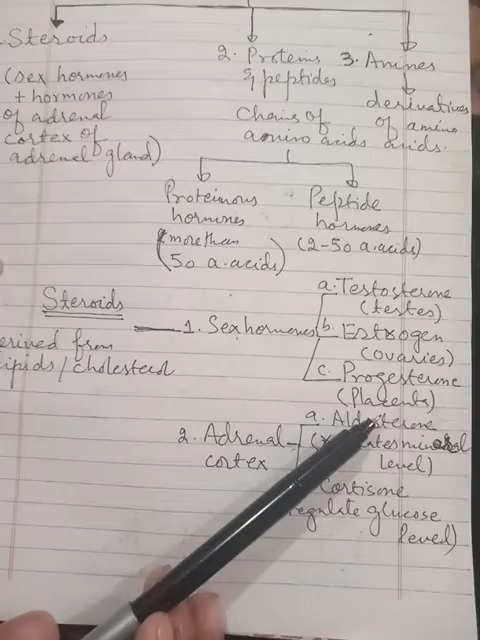 Steroids
(sex hormones
+ hormones
of adrenal
cortex of
adrenal gland)
2. Proteins
& peptides
Chains of
amino acids
3. Amines
derivatives
of amino
acids.
Proteinous
hormones
(more than
50 a.acids)
Peptide
hormones
(2-50 a.acids)
Steroids
erived from
lipids/cholesterol
1. Sex hormones
a. Testosterone
(testes)
b. Estrogen
(ovaries)
c. Progesterone
(Placenta)
2. Adrenal
cortex
a. Aldosterone
mineral
level)
Cortisone
regulate glucose
level)